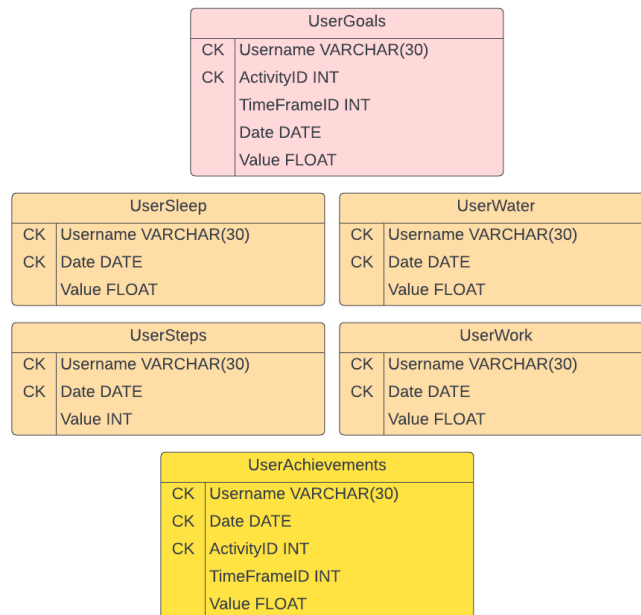 UserGoals
CK Username VARCHAR(30)
CK ActivityID INT
TimeFrameID INT
Date DATE
Value FLOAT
UserSleep
CK Username VARCHAR(30)
CK Date DATE
Value FLOAT
UserWater
CK Username VARCHAR(30)
CK Date DATE
Value FLOAT
UserSteps
CK Username VARCHAR(30)
CK Date DATE
Value INT
UserWork
CK Username VARCHAR(30)
CK Date DATE
Value FLOAT
UserAchievements
CK Username VARCHAR(30)
CK Date DATE
CK ActivityID INT
TimeFrameID INT
Value FLOAT